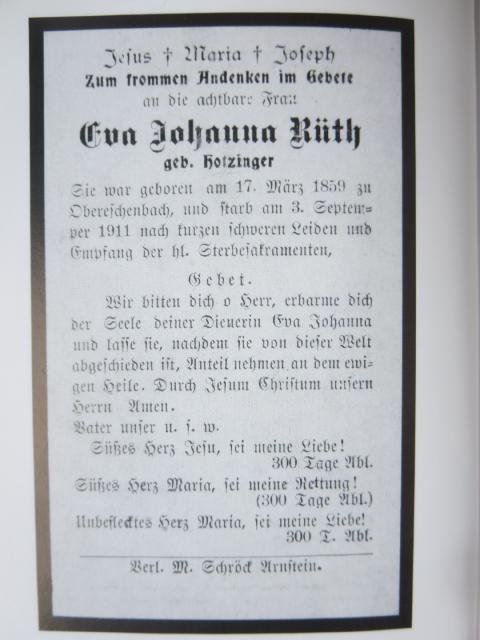 Jesus † Maria † Joseph
Zum frommen Andenken im Gebete
an die achtbare Frau
Eva Johanna Rüth
geb. Hotzinger
Sie war geboren am 17. März 1859 zu
Obereschenbach, und starb am 3. Septem-
per 1911 nach kurzen schweren Leiden und
Empfang der hl. Sterbesakramenten,
Gebet.
Wir bitten dich o Herr, erbarme dich
der Seele deiner Dienerin Eva Johanna
und lasse sie, nachdem sie von dieser Welt
abgeschieden ist, Anteil nehmen an dem ewi-
gen Heile. Durch Jesum Christum unsern
Herrn Amen.
Vater unser u. s. w.
Süßes Herz Jesu, sei meine Liebe!
300 Tage Abl.
Süßes Herz Maria, sei meine Rettung!
(300 Tage Abl.)
Unbeflecktes Herz Maria, sei meine Liebe!
300 T. Abl.
Verl. M. Schröck Arnstein.